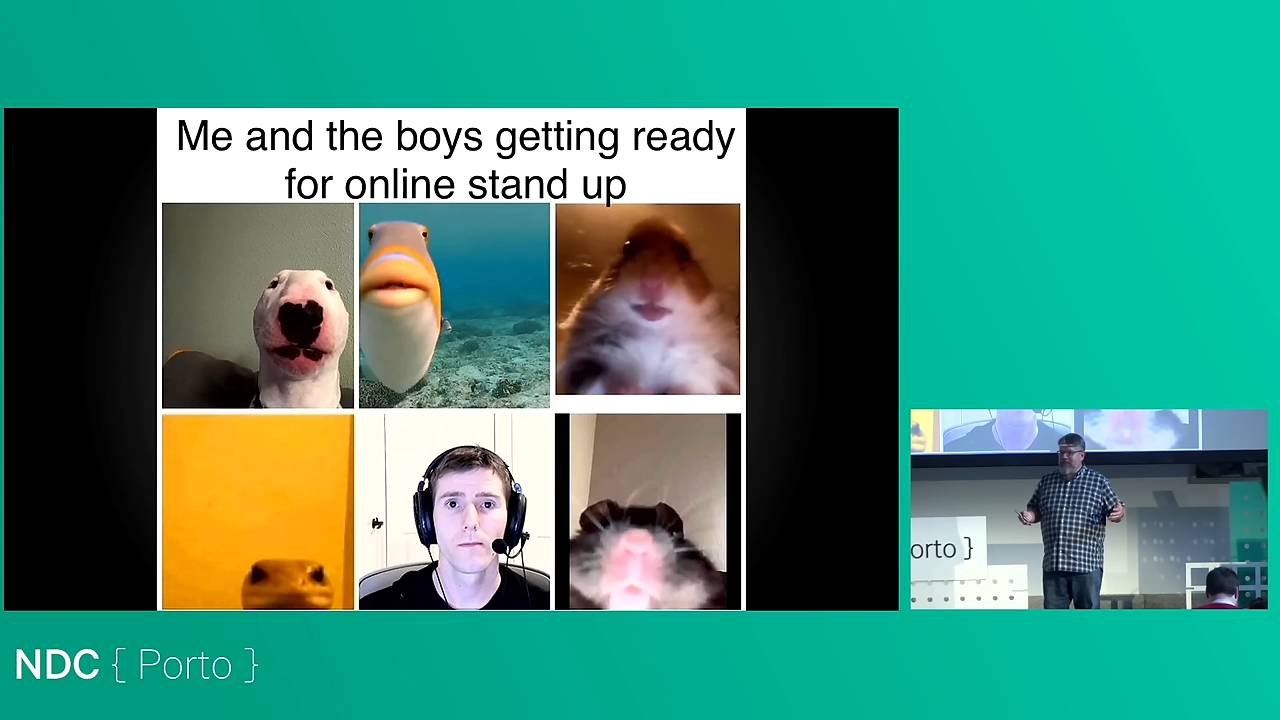 Me and the boys getting ready
for online stand up
orto }
NDC { Porto }